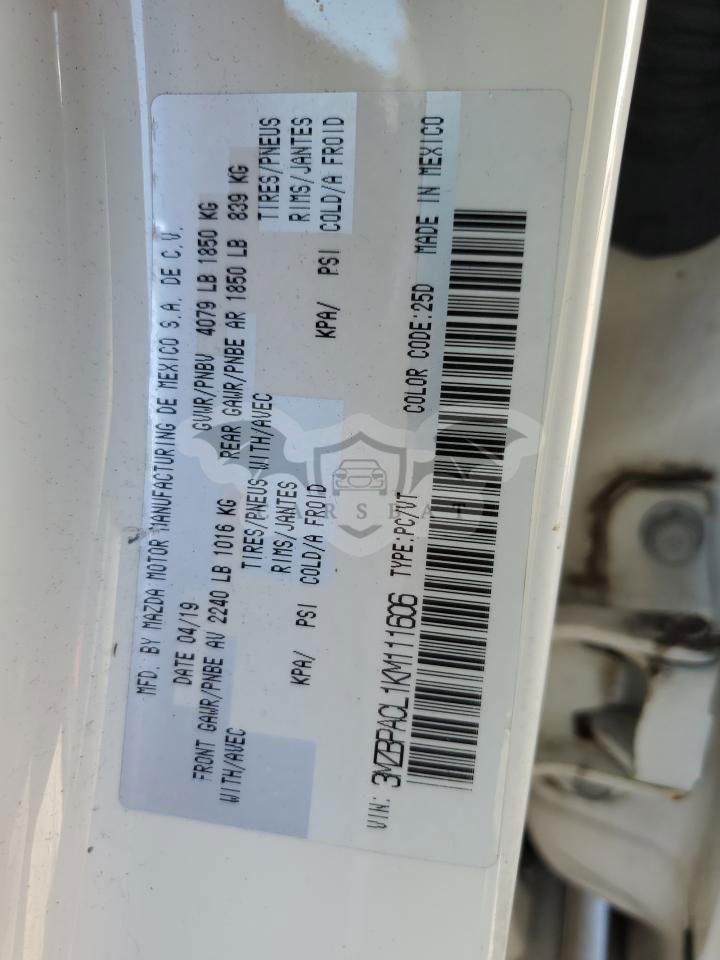 MFD. BY MAZDA MOTOR MANUFACTURING DE MEXICO S.A. DE C.V.
DATE 04/19 GVWR/PNBV 4079 LB 1850 KG
FRONT GAWR/PNBE AV 2240 LB 1016 KG REAR GAWR/PNBE AR 1850 LB 839 KG
WITH/AVEC TIRES/PNEUS WITH/AVEC TIRES/PNEUS
RIMS/JANTES RIMS/JANTES
KPA/ PSI COLD/A FROID KPA/ PSI COLD/A FROID
VIN: 3MZBPACL1KM111606 TYPE:PC/VT COLOR CODE:25D MADE IN MEXICO
CARSEAT